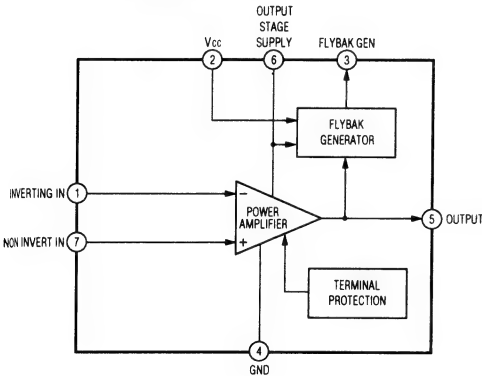 OUTPUT
STAGE
SUPPLY
Vcc
FLYBAK GEN
2
6
3
FLYBAK
GENERATOR
INVERTING IN
1
−
POWER
AMPLIFIER
5
OUTPUT
NON INVERT IN
7
+
TERMINAL
PROTECTION
4
GND